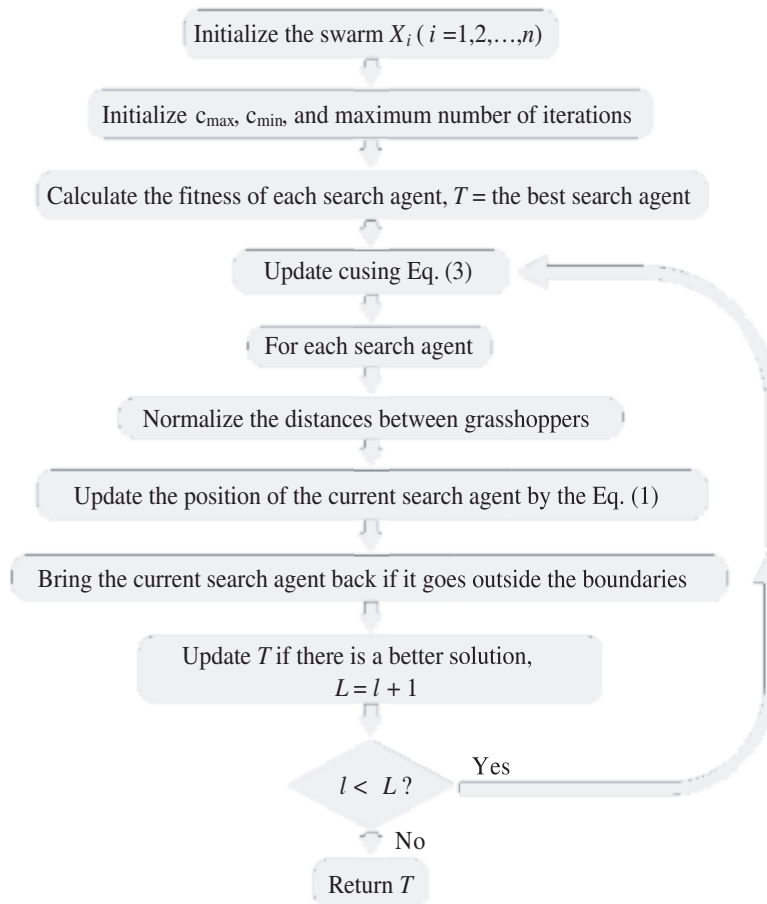 Initialize the swarm Xi ( i =1,2,…,n)
Initialize cmax, cmin, and maximum number of iterations
Calculate the fitness of each search agent, T = the best search agent
Update cusing Eq. (3)
For each search agent
Normalize the distances between grasshoppers
Update the position of the current search agent by the Eq. (1)
Bring the current search agent back if it goes outside the boundaries
Update T if there is a better solution,
L = l + 1
l < L ?
Yes
No
Return T